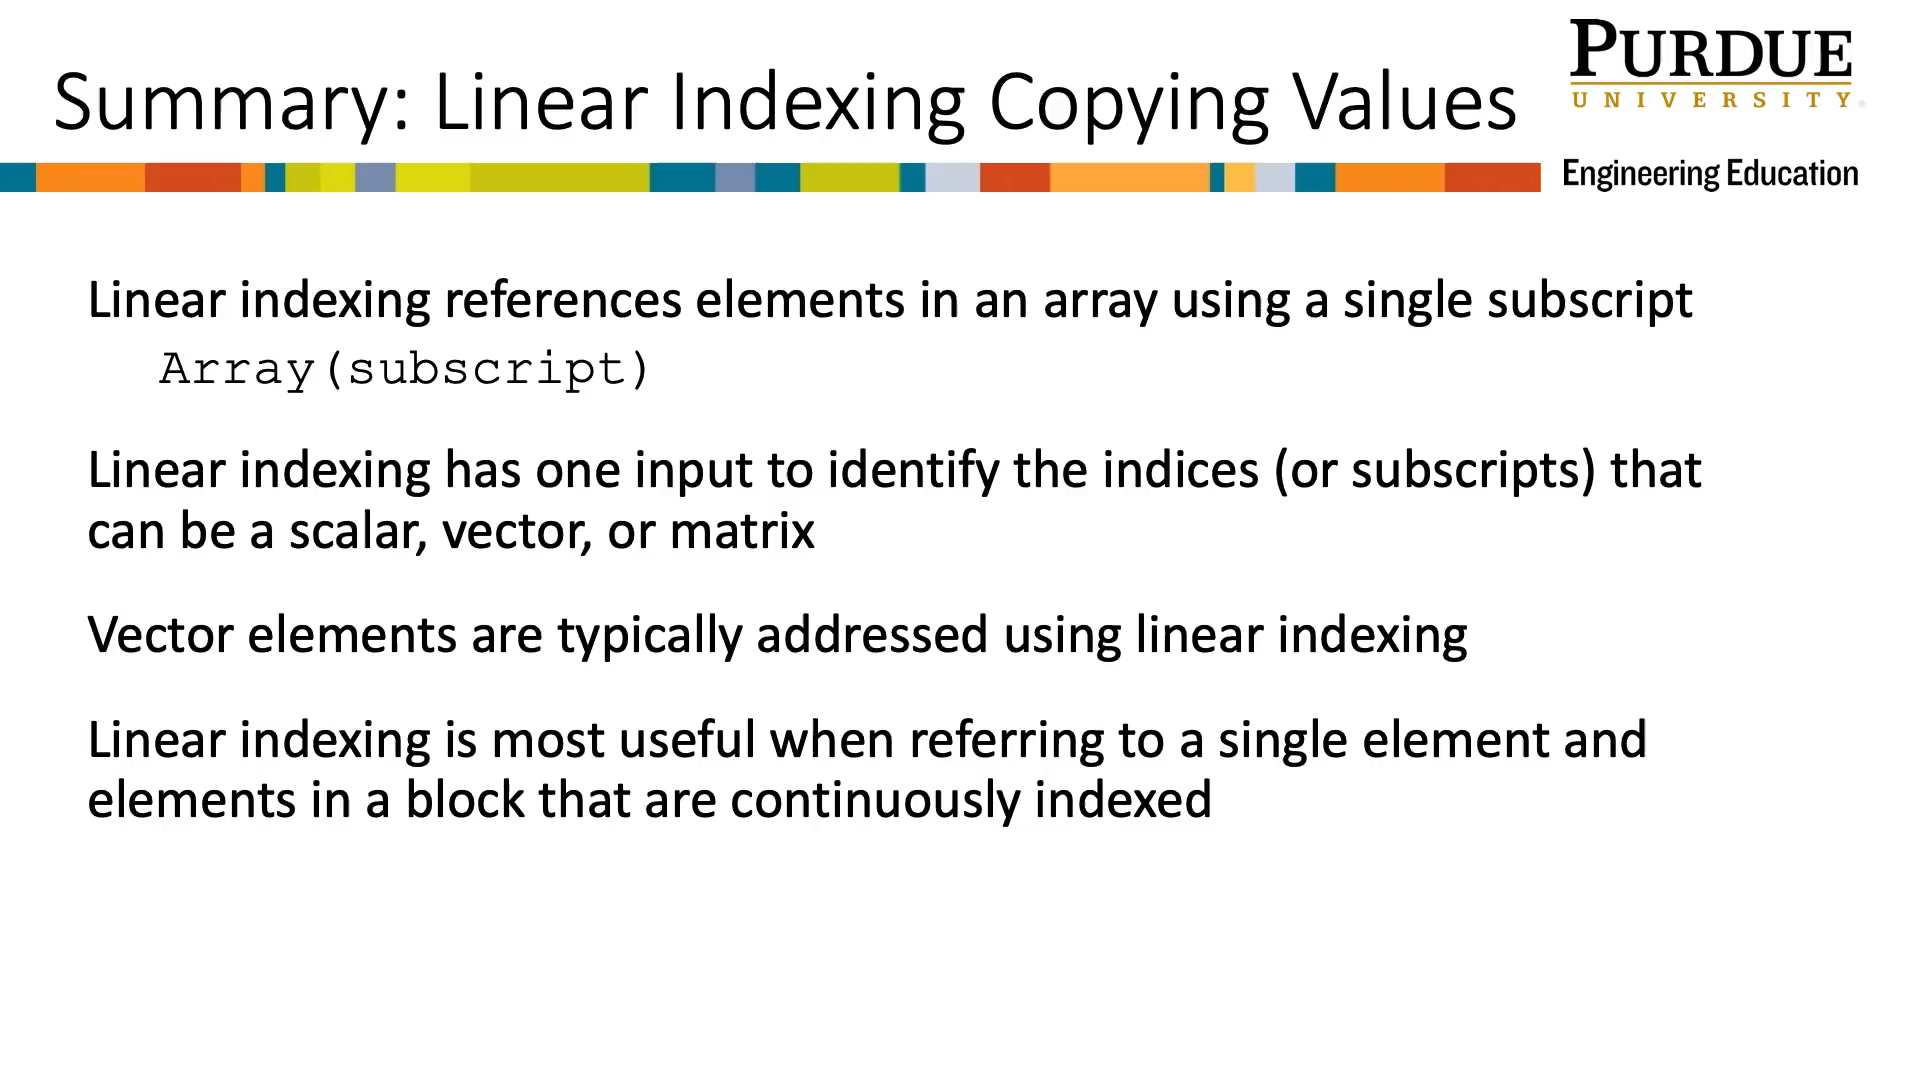 Summary: Linear Indexing Copying Values
PURDUE
UNIVERSITY®
Engineering Education
Linear indexing references elements in an array using a single subscript
Array(subscript)
Linear indexing has one input to identify the indices (or subscripts) that
can be a scalar, vector, or matrix
Vector elements are typically addressed using linear indexing
Linear indexing is most useful when referring to a single element and
elements in a block that are continuously indexed